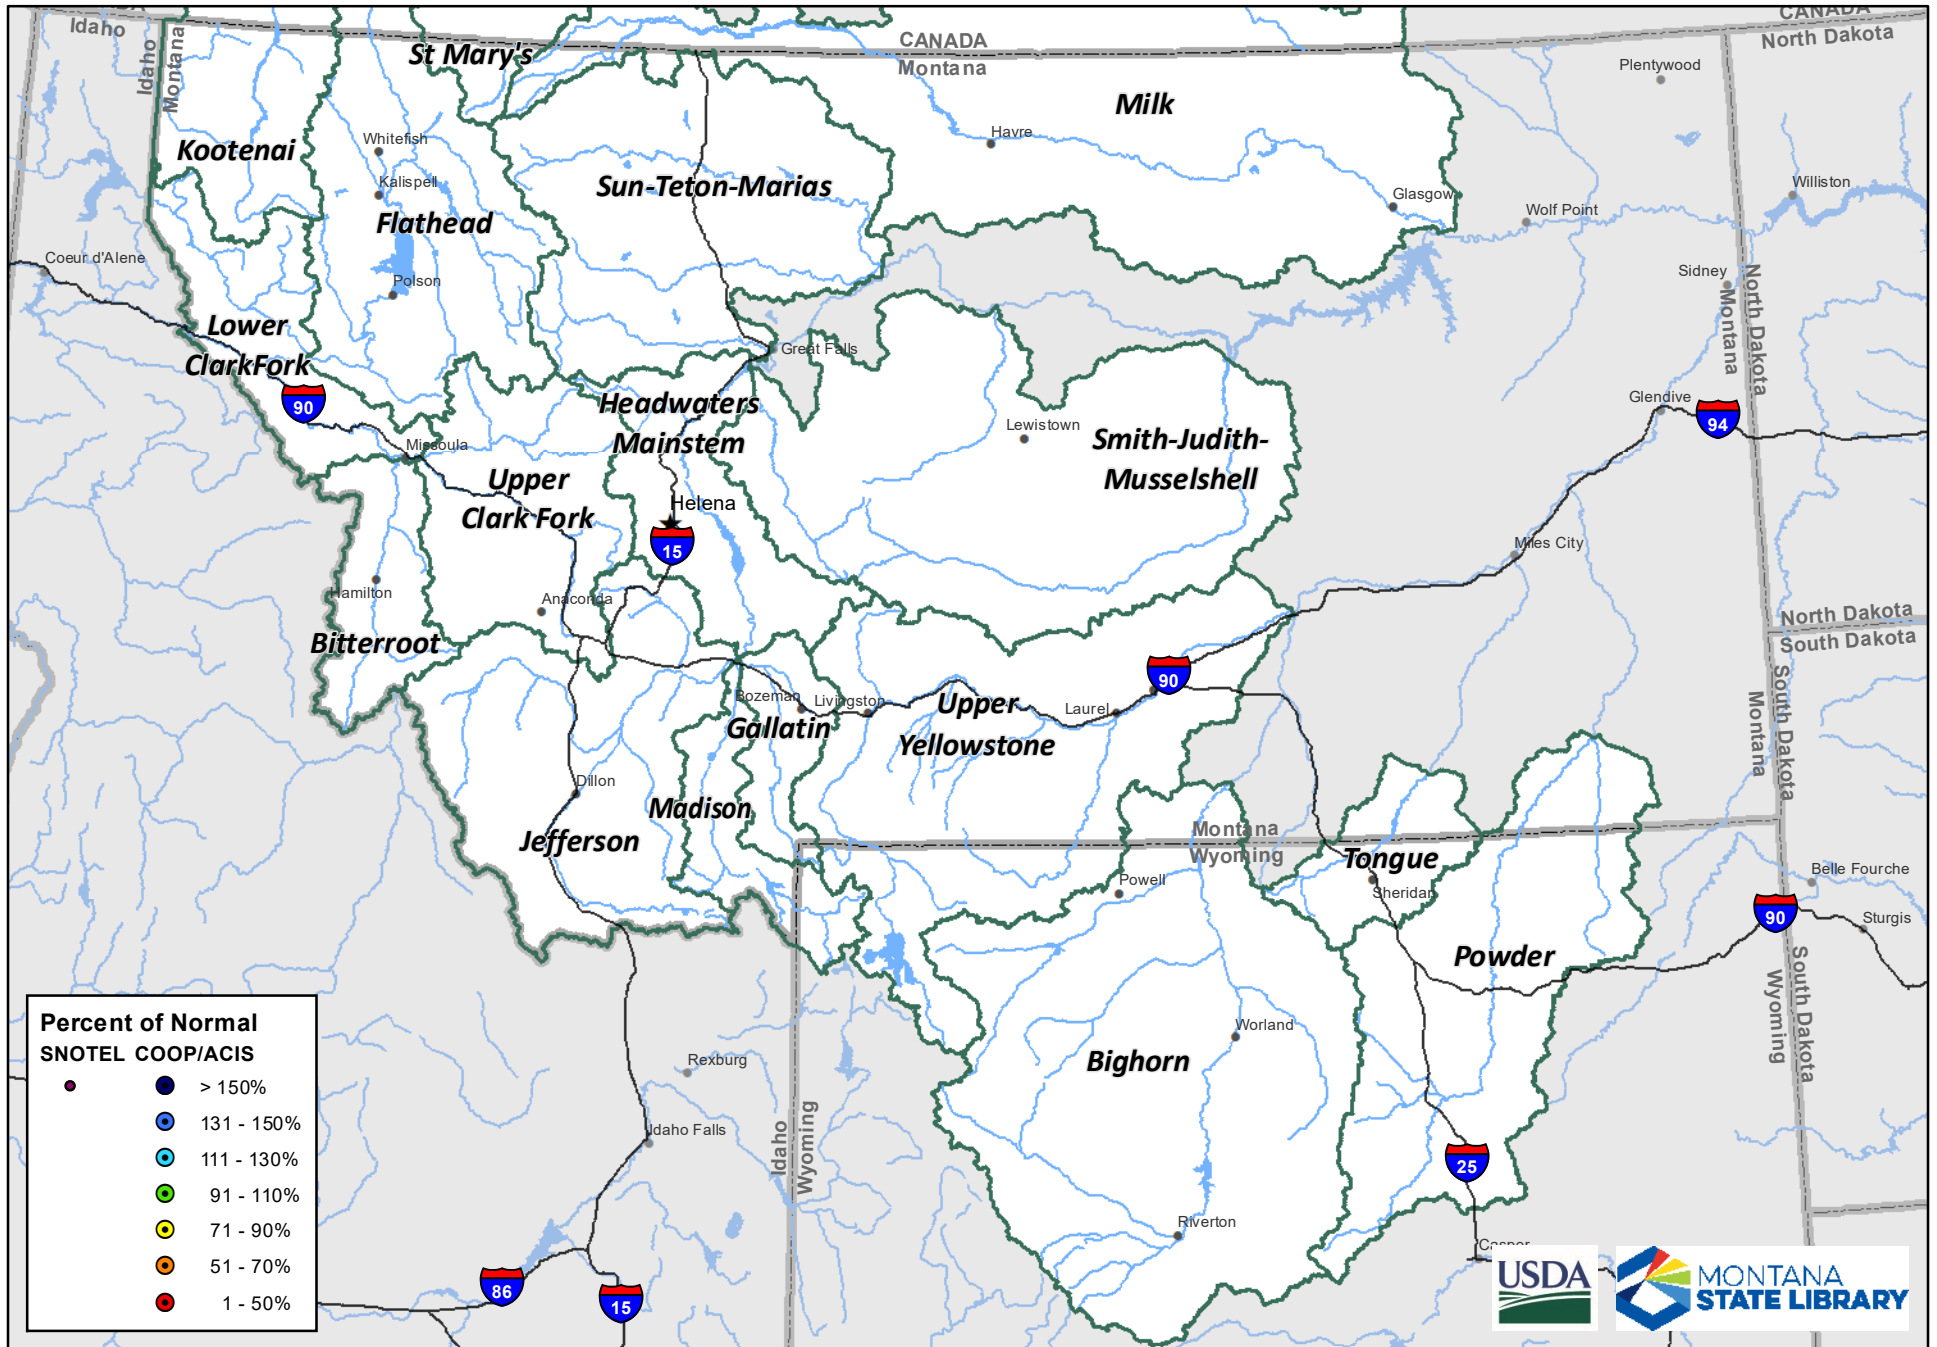 CANADA
Idaho
Idaho
Montana
St Mary's
CANADA
Montana
CANADA
North Dakota
Plentywood
Milk
Havre
Kootenai
Whitefish
Kalispell
Flathead
Sun-Teton-Marias
Glasgow
Wolf Point
Williston
Coeur d'Alene
Polson
Sidney
North Dakota
Montana
Lower
ClarkFork
Great Falls
90
Headwaters
Mainstem
Missoula
Lewistown
Smith-Judith-
Musselshell
Glendive
94
Upper
Clark Fork
Helena
15
Miles City
Hamilton
Anaconda
Bitterroot
North Dakota
South Dakota
South Dakota
Montana
90
Bozeman
Livingston
Gallatin
Upper
Yellowstone
Laurel
Dillon
Madison
Jefferson
Montana
Wyoming
Tongue
Sheridan
Powell
Belle Fourche
90
Sturgis
Powder
South Dakota
Wyoming
Percent of Normal
SNOTEL COOP/ACIS
> 150%
131 - 150%
111 - 130%
91 - 110%
71 - 90%
51 - 70%
1 - 50%
Rexburg
Idaho Falls
Idaho
Wyoming
Worland
Bighorn
25
Riverton
Casper
86
15
USDA
MONTANA
STATE LIBRARY